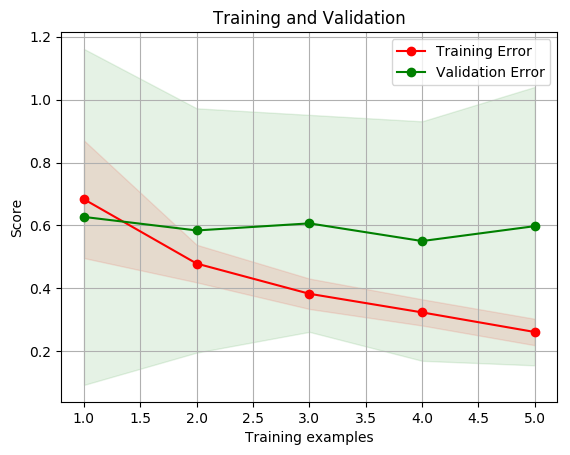 Training and Validation
Training Error
Validation Error
Score
1.2
1.0
0.8
0.6
0.4
0.2
1.0 1.5 2.0 2.5 3.0 3.5 4.0 4.5 5.0
Training examples